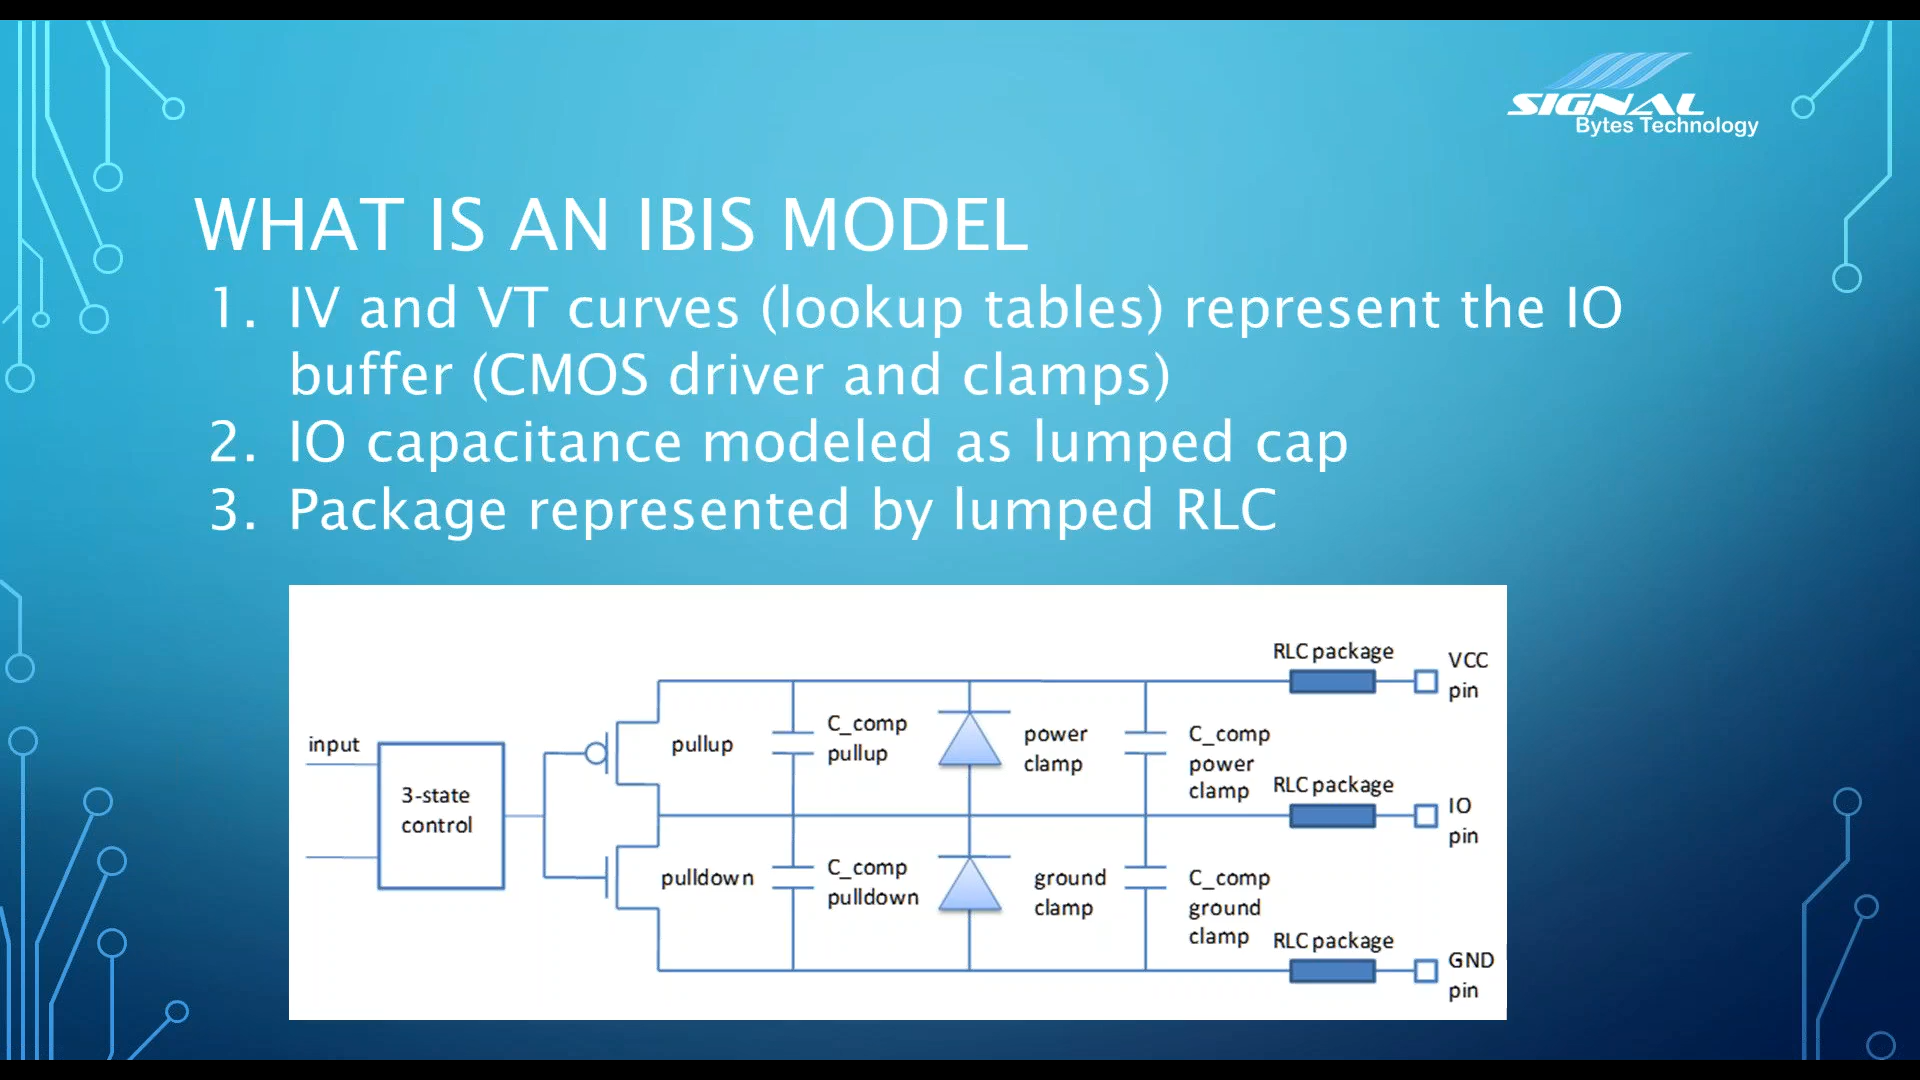 SIGNAL
Bytes Technology
WHAT IS AN IBIS MODEL
1. IV and VT curves (lookup tables) represent the IO
buffer (CMOS driver and clamps)
2. IO capacitance modeled as lumped cap
3. Package represented by lumped RLC
RLC package
VCC
pin
input
3-state
control
pullup
C_comp
pullup
power
clamp
C_comp
power
clamp
RLC package
IO
pin
pulldown
C_comp
pulldown
ground
clamp
C_comp
ground
clamp
RLC package
GND
pin